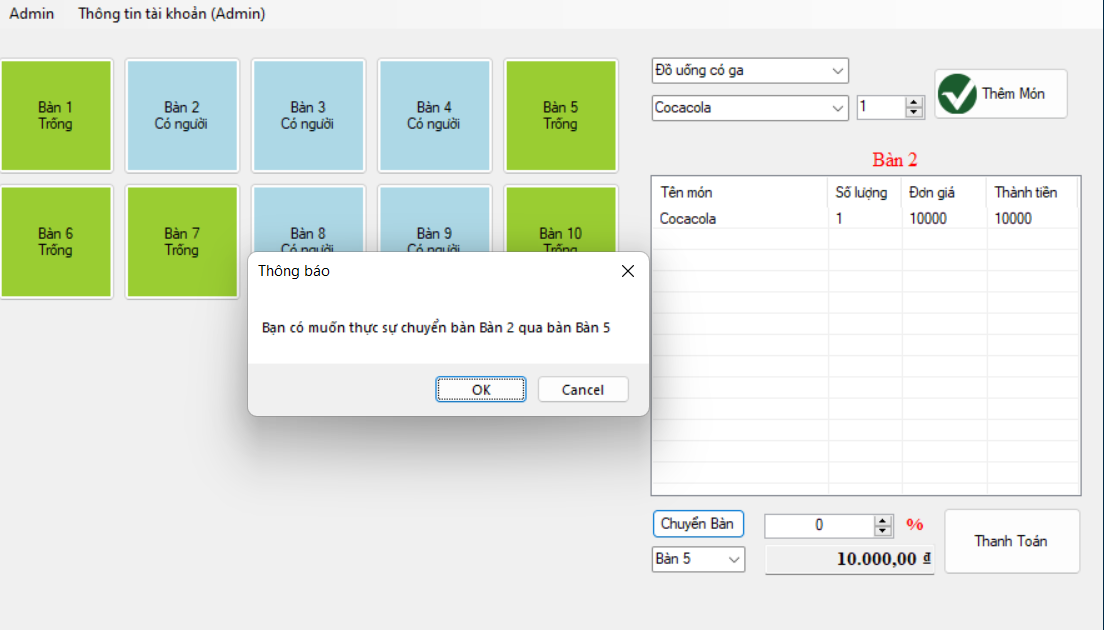 Admin Thông tin tài khoản (Admin)
Bàn 1
Trống
Bàn 2
Có người
Bàn 3
Có người
Bàn 4
Có người
Bàn 5
Trống
Bàn 6
Trống
Bàn 7
Trống
Bàn 8
Có người
Bàn 9
Có người
Bàn 10
Trống
Thông báo
Bạn có muốn thực sự chuyển bàn Bàn 2 qua bàn Bàn 5
OK Cancel
Đồ uống có ga
Cocacola 1
Thêm Món
Bàn 2
Tên món Số lượng Đơn giá Thành tiền
Cocacola 1 10000 10000
Chuyển Bàn 0 %
Bàn 5 10.000,00 ₫
Thanh Toán